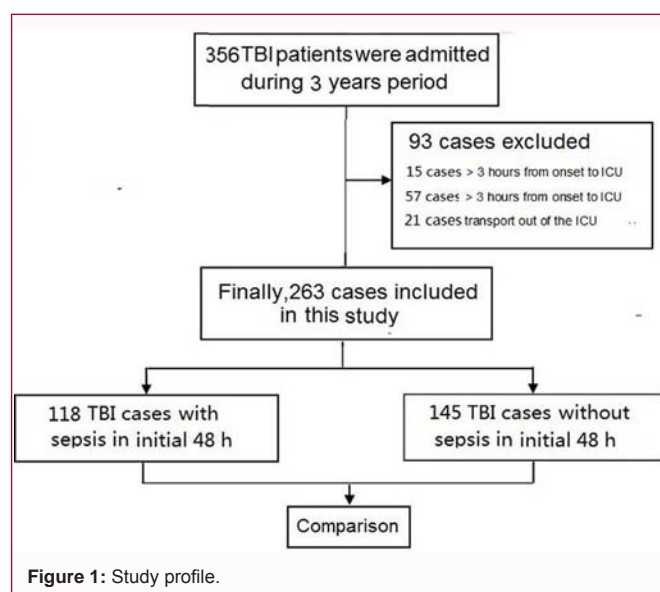 356 TBI patients were admitted
during 3 years period
93 cases excluded
15 cases > 3 hours from onset to ICU
57 cases > 3 hours from onset to ICU
21 cases transport out of the ICU
Finally,263 cases included
in this study
118 TBI cases with
sepsis in initial 48 h
145 TBI cases without
sepsis in initial 48 h
Comparison
Figure 1: Study profile.